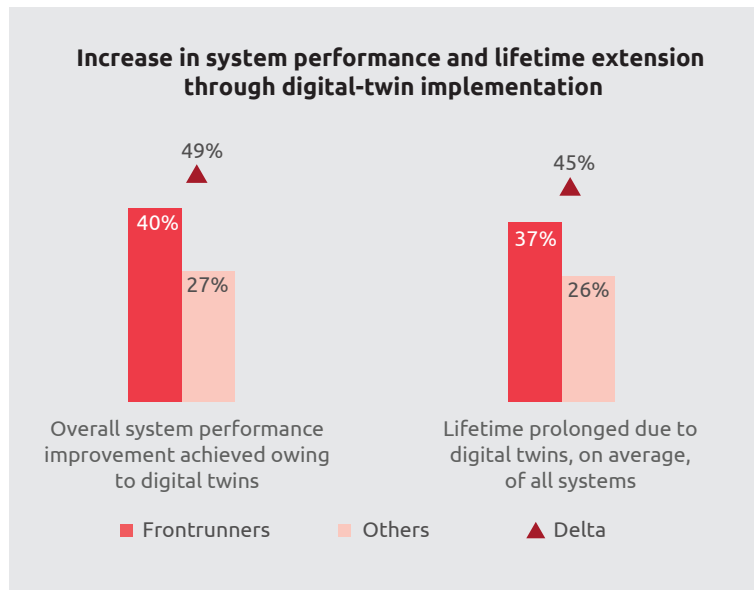 Increase in system performance and lifetime extension
through digital-twin implementation
49%
40%
27%
45%
37%
26%
Overall system performance
improvement achieved owing
to digital twins
Lifetime prolonged due to
digital twins, on average,
of all systems
Frontrunners
Others
Delta